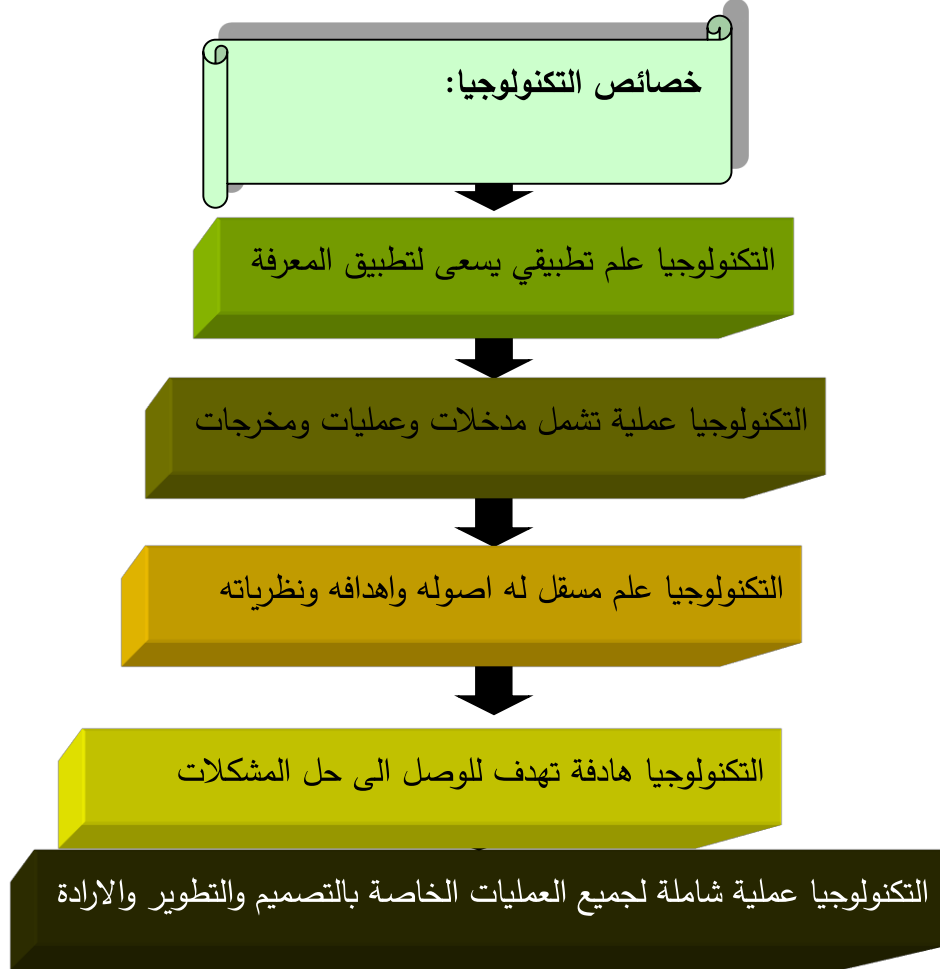 خصائص التكنولوجيا:
التكنولوجيا علم تطبيقي يسعى لتطبيق المعرفة
التكنولوجيا عملية تشمل مدخلات وعمليات ومخرجات
التكنولوجيا علم مسقل له اصوله واهدافه ونظرياته
التكنولوجيا هادفة تهدف للوصل الى حل المشكلات
التكنولوجيا عملية شاملة لجميع العمليات الخاصة بالتصميم والتطوير والارادة